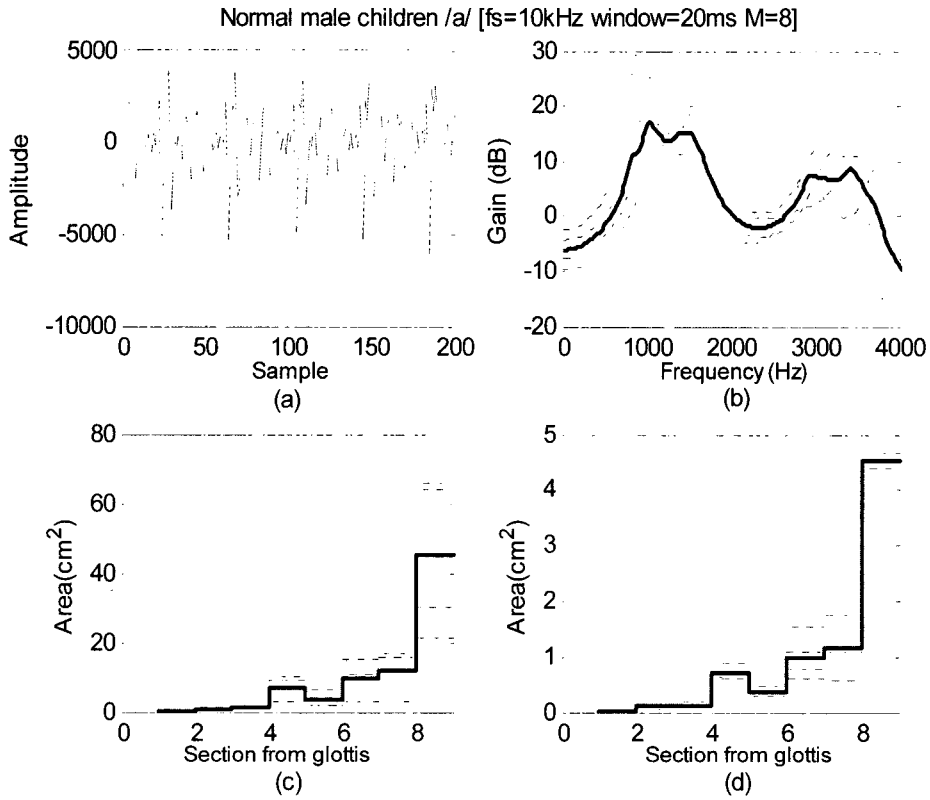 Normal male children /a/ [fs=10kHz window=20ms M=8]
5000
0
-5000
-10000
Amplitude
0 50 100 150 200
Sample
(a)
30
20
10
0
-10
-20
Gain (dB)
0 1000 2000 3000 4000
Frequency (Hz)
(b)
80
60
40
20
0
Area(cm²)
0 2 4 6 8
Section from glottis
(c)
5
4
3
2
1
0
Area(cm²)
0 2 4 6 8
Section from glottis
(d)